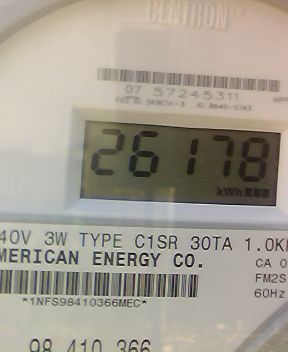 CENTRON
07 57245311
26178
kWh
40V 3W TYPE C1SR 30TA 1.0K
MERICAN ENERGY CO.
CA 0
FM2S
*1NFS98410366MEC*
60Hz
98 410 366